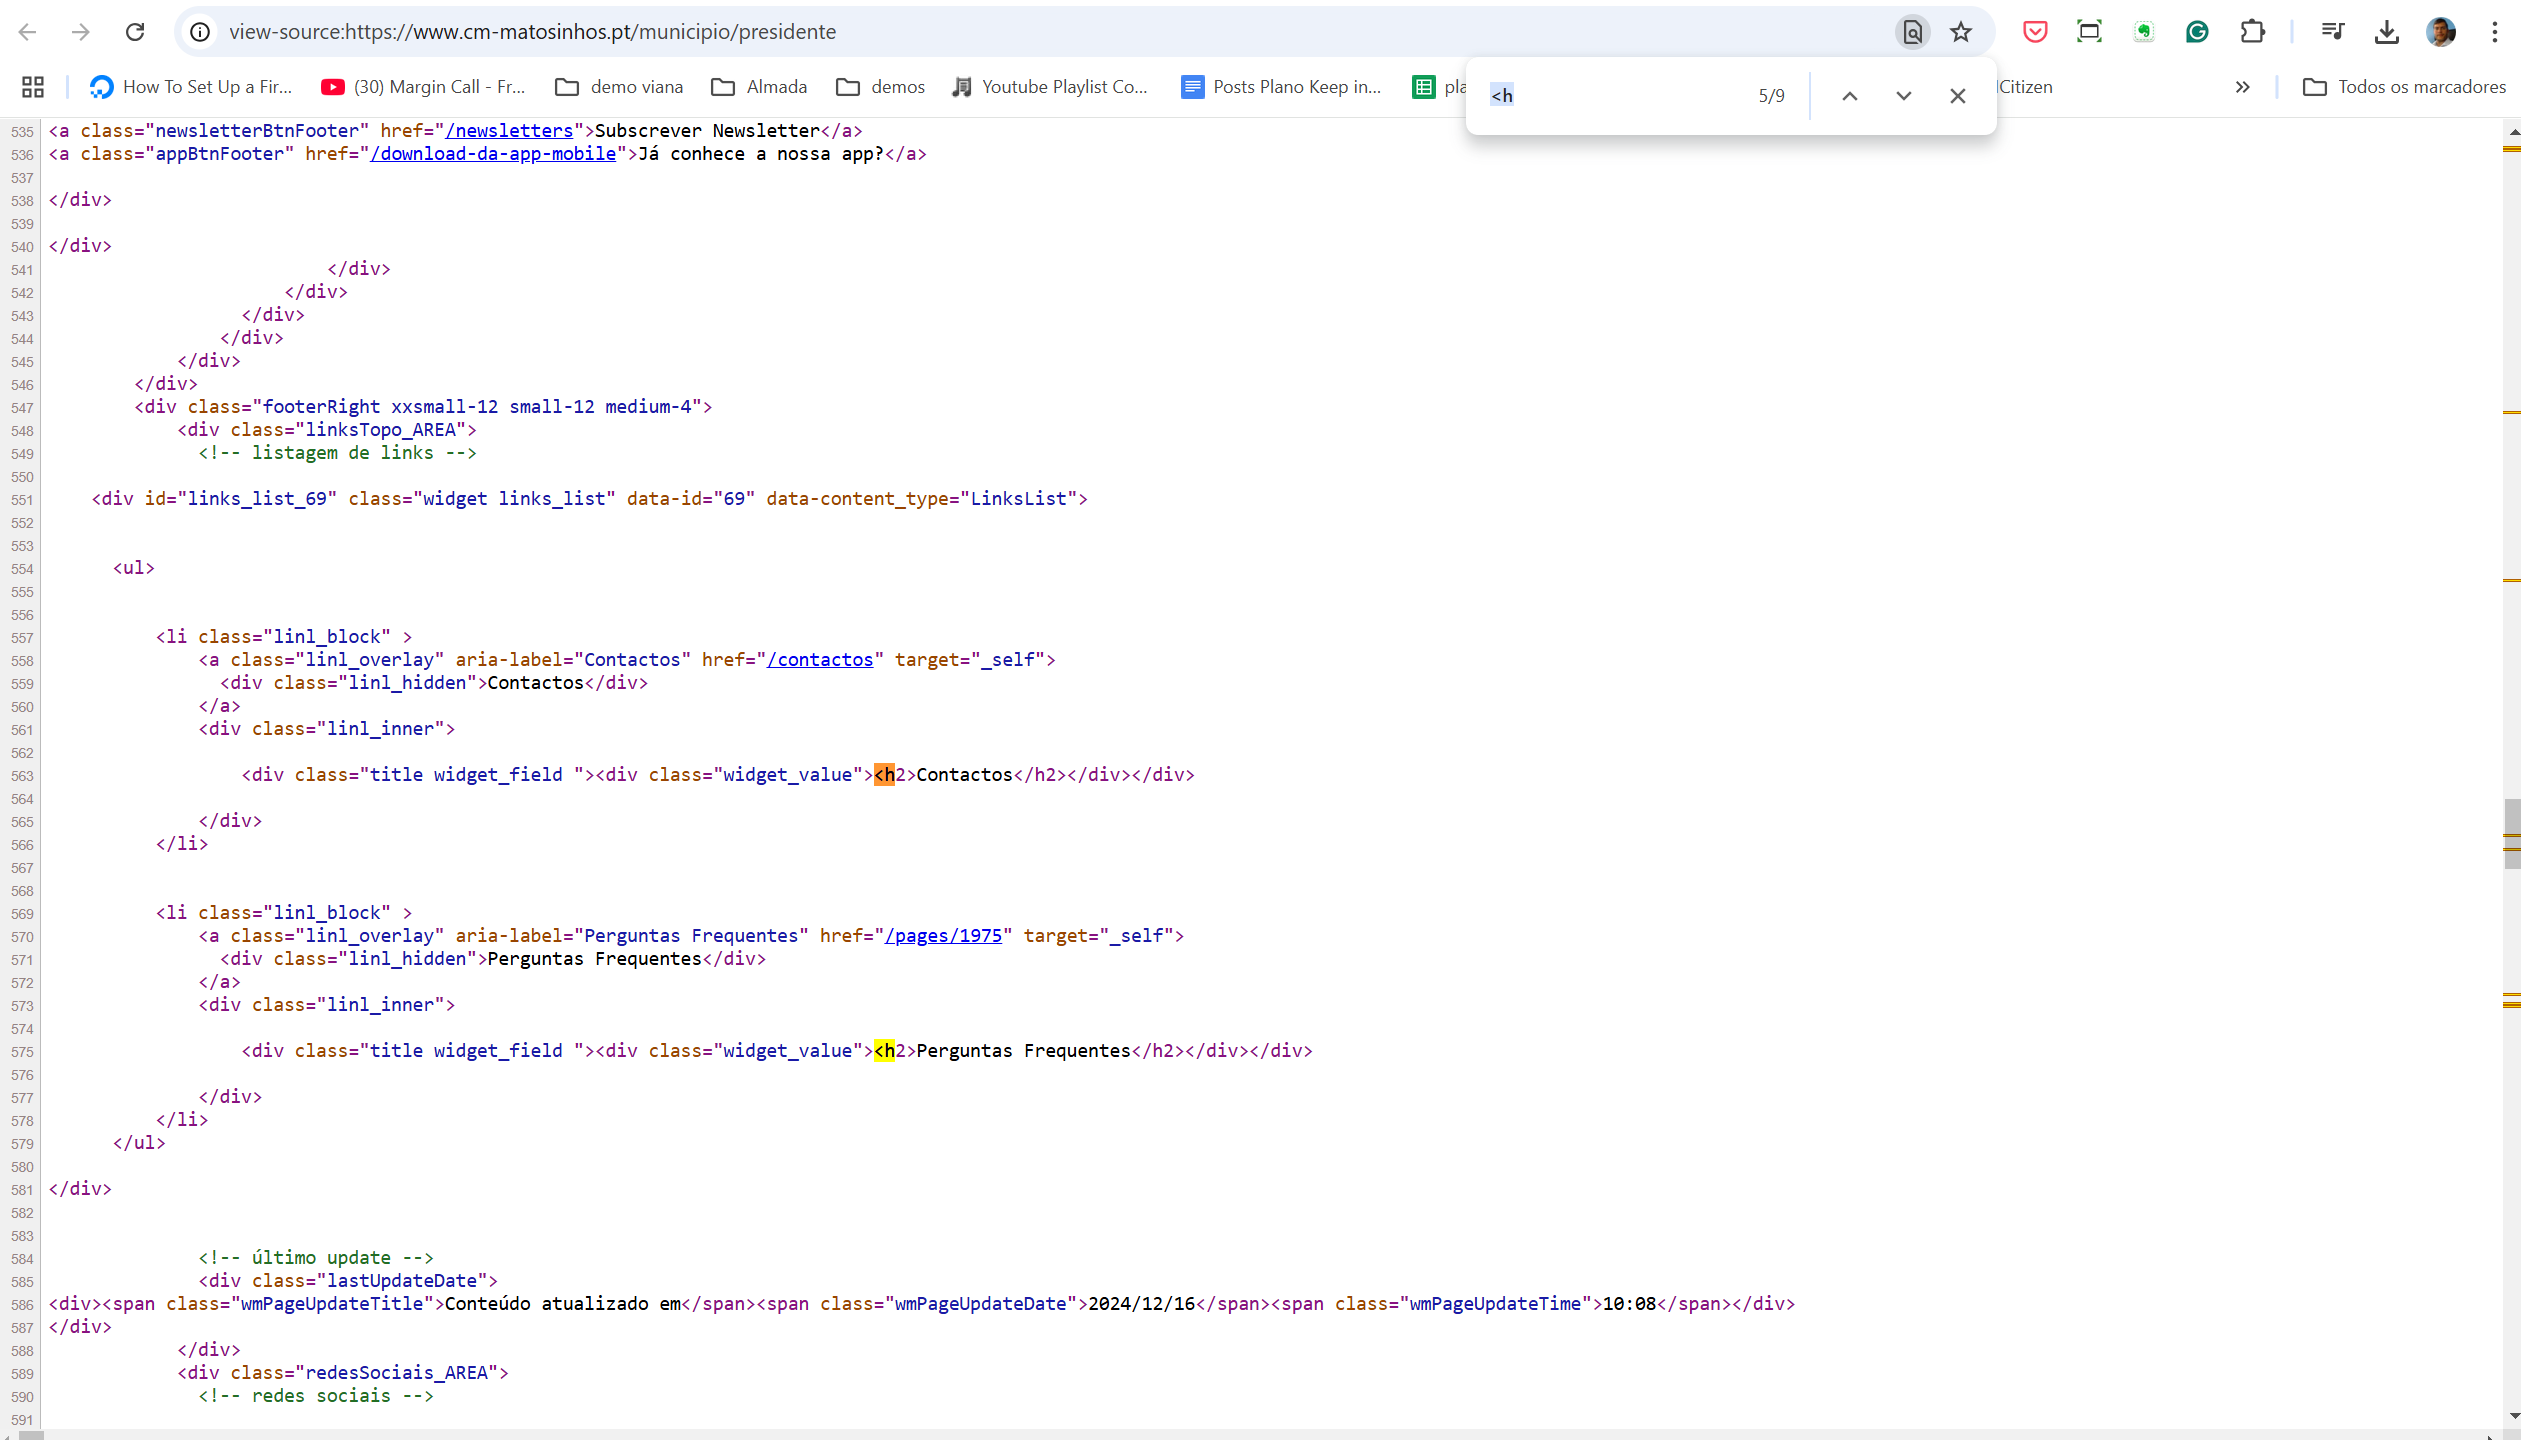 view-source:https://www.cm-matosinhos.pt/municipio/presidente
How To Set Up a Fir...
(30) Margin Call - Fr...
demo viana
Almada
demos
Youtube Playlist Co...
Posts Plano Keep in...
pla
<h
5/9
Citizen
Todos os marcadores
535 <a class="newsletterBtnFooter" href="/newsletters">Subscrever Newsletter</a>
536 <a class="appBtnFooter" href="/download-da-app-mobile">Já conhece a nossa app?</a>
537
538 </div>
539
540 </div>
541 </div>
542 </div>
543 </div>
544 </div>
545 </div>
546 </div>
547 <div class="footerRight xxsmall-12 small-12 medium-4">
548 <div class="linksTopo_AREA">
549 <!-- listagem de links -->
550
551 <div id="links_list_69" class="widget links_list" data-id="69" data-content_type="LinksList">
552
553
554 <ul>
555
556
557 <li class="linl_block" >
558 <a class="linl_overlay" aria-label="Contactos" href="/contactos" target="_self">
559 <div class="linl_hidden">Contactos</div>
560 </a>
561 <div class="linl_inner">
562
563 <div class="title widget_field "><div class="widget_value"><h2>Contactos</h2></div></div>
564
565 </div>
566 </li>
567
568
569 <li class="linl_block" >
570 <a class="linl_overlay" aria-label="Perguntas Frequentes" href="/pages/1975" target="_self">
571 <div class="linl_hidden">Perguntas Frequentes</div>
572 </a>
573 <div class="linl_inner">
574
575 <div class="title widget_field "><div class="widget_value"><h2>Perguntas Frequentes</h2></div></div>
576
577 </div>
578 </li>
579 </ul>
580
581 </div>
582
583
584 <!-- último update -->
585 <div class="lastUpdateDate">
586 <div><span class="wmPageUpdateTitle">Conteúdo atualizado em</span><span class="wmPageUpdateDate">2024/12/16</span><span class="wmPageUpdateTime">10:08</span></div>
587 </div>
588 </div>
589 <div class="redesSociais_AREA">
590 <!-- redes sociais -->
591